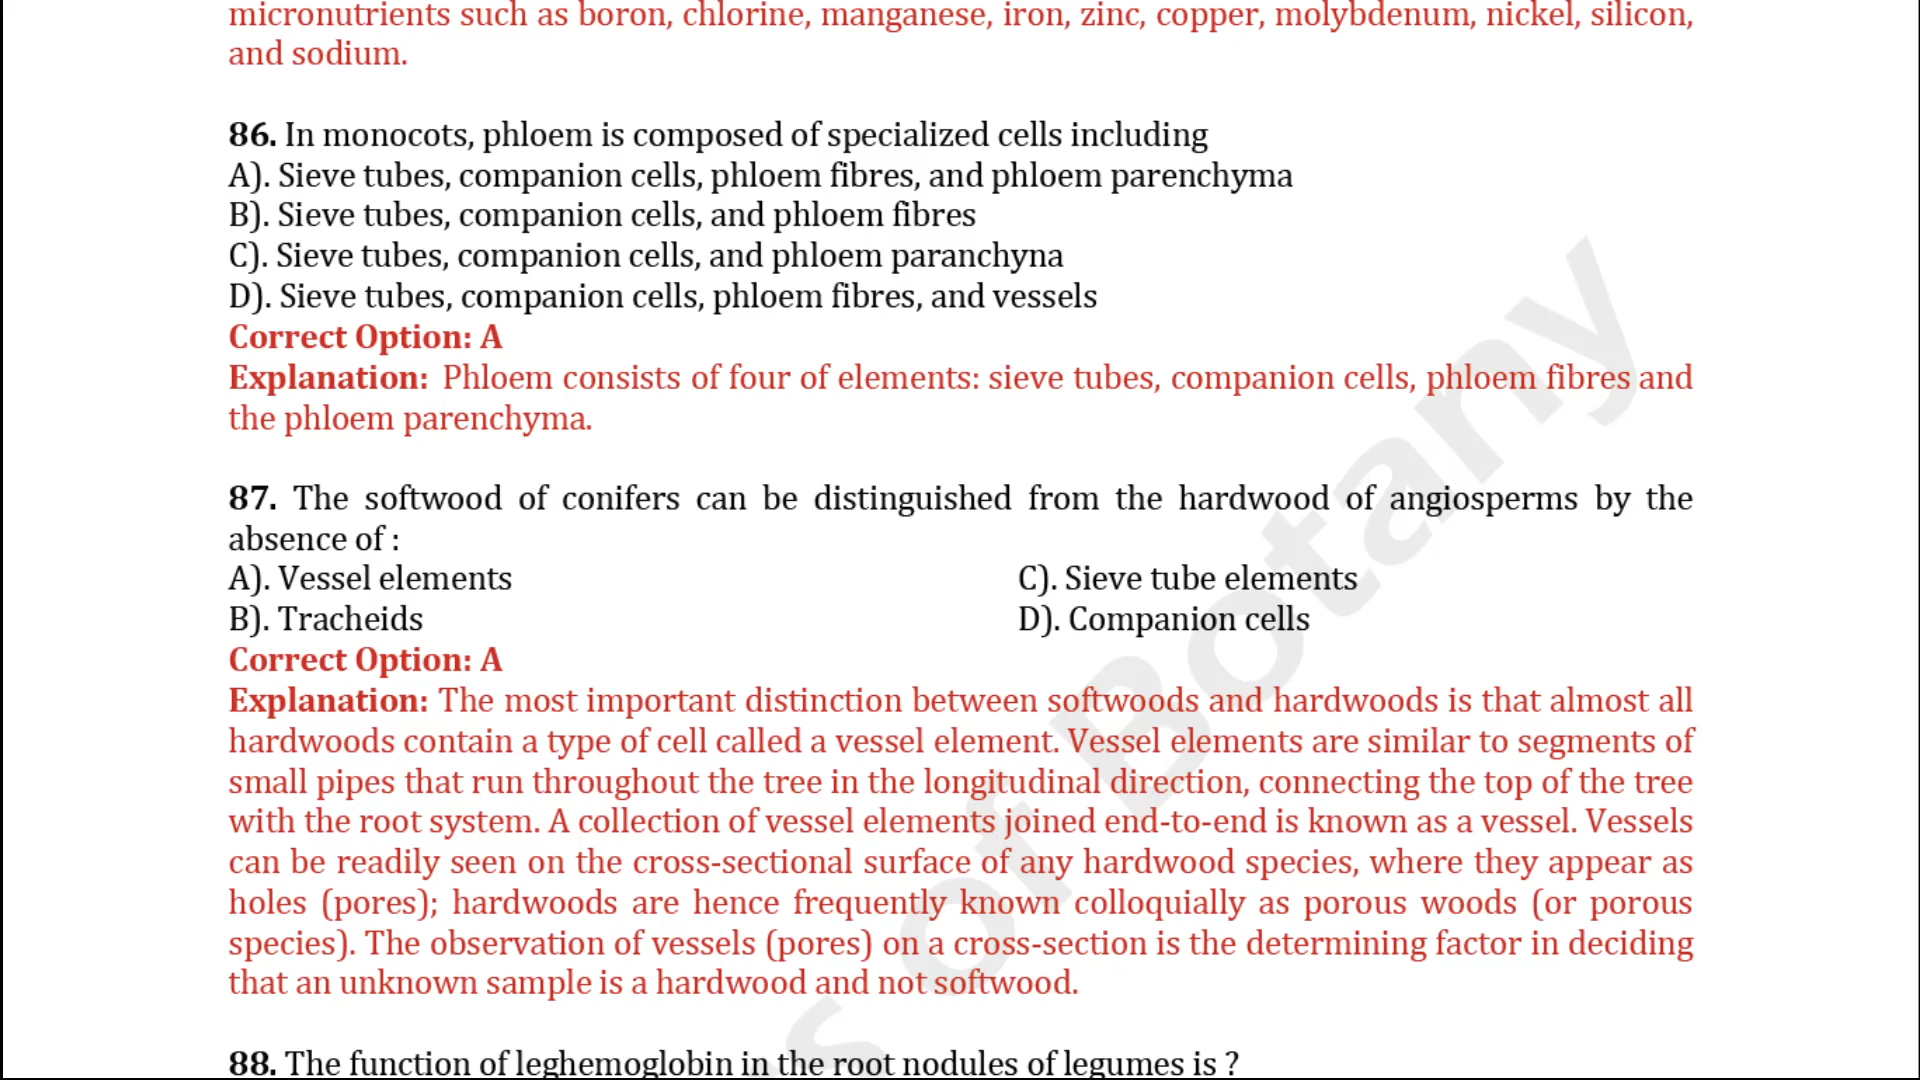 micronutrients such as boron, chlorine, manganese, iron, zinc, copper, molybdenum, nickel, silicon,
and sodium.
86. In monocots, phloem is composed of specialized cells including
A). Sieve tubes, companion cells, phloem fibres, and phloem parenchyma
B). Sieve tubes, companion cells, and phloem fibres
C). Sieve tubes, companion cells, and phloem paranchyna
D). Sieve tubes, companion cells, phloem fibres, and vessels
Correct Option: A
Explanation: Phloem consists of four of elements: sieve tubes, companion cells, phloem fibres and
the phloem parenchyma.
87. The softwood of conifers can be distinguished from the hardwood of angiosperms by the
absence of :
A). Vessel elements C). Sieve tube elements
B). Tracheids D). Companion cells
Correct Option: A
Explanation: The most important distinction between softwoods and hardwoods is that almost all
hardwoods contain a type of cell called a vessel element. Vessel elements are similar to segments of
small pipes that run throughout the tree in the longitudinal direction, connecting the top of the tree
with the root system. A collection of vessel elements joined end-to-end is known as a vessel. Vessels
can be readily seen on the cross-sectional surface of any hardwood species, where they appear as
holes (pores); hardwoods are hence frequently known colloquially as porous woods (or porous
species). The observation of vessels (pores) on a cross-section is the determining factor in deciding
that an unknown sample is a hardwood and not softwood.
88. The function of leghemoglobin in the root nodules of legumes is ?
of Botany